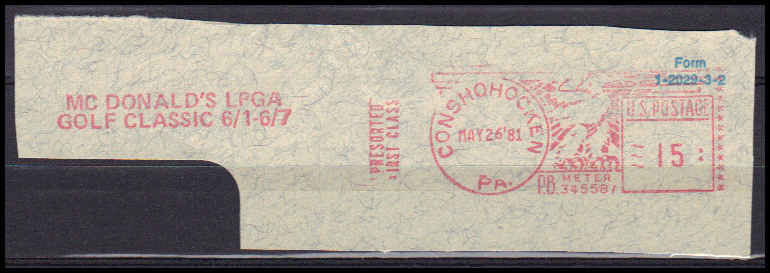 MC DONALD'S LPGA
GOLF CLASSIC 6/1-6/7
PRESORTED
FIRST CLASS
CONSHOHOCKEN
MAY 26 '81
PA.
Form
1-2029-3-2
U.S. POSTAGE
15
P.B. METER
345587